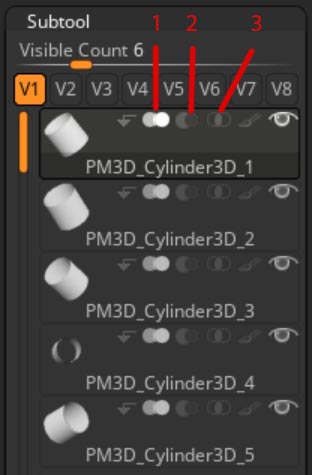 1 2 3
Subtool
Visible Count 6
V1 V2 V3 V4 V5 V6 V7 V8
PM3D_Cylinder3D_1
PM3D_Cylinder3D_2
PM3D_Cylinder3D_3
PM3D_Cylinder3D_4
PM3D_Cylinder3D_5